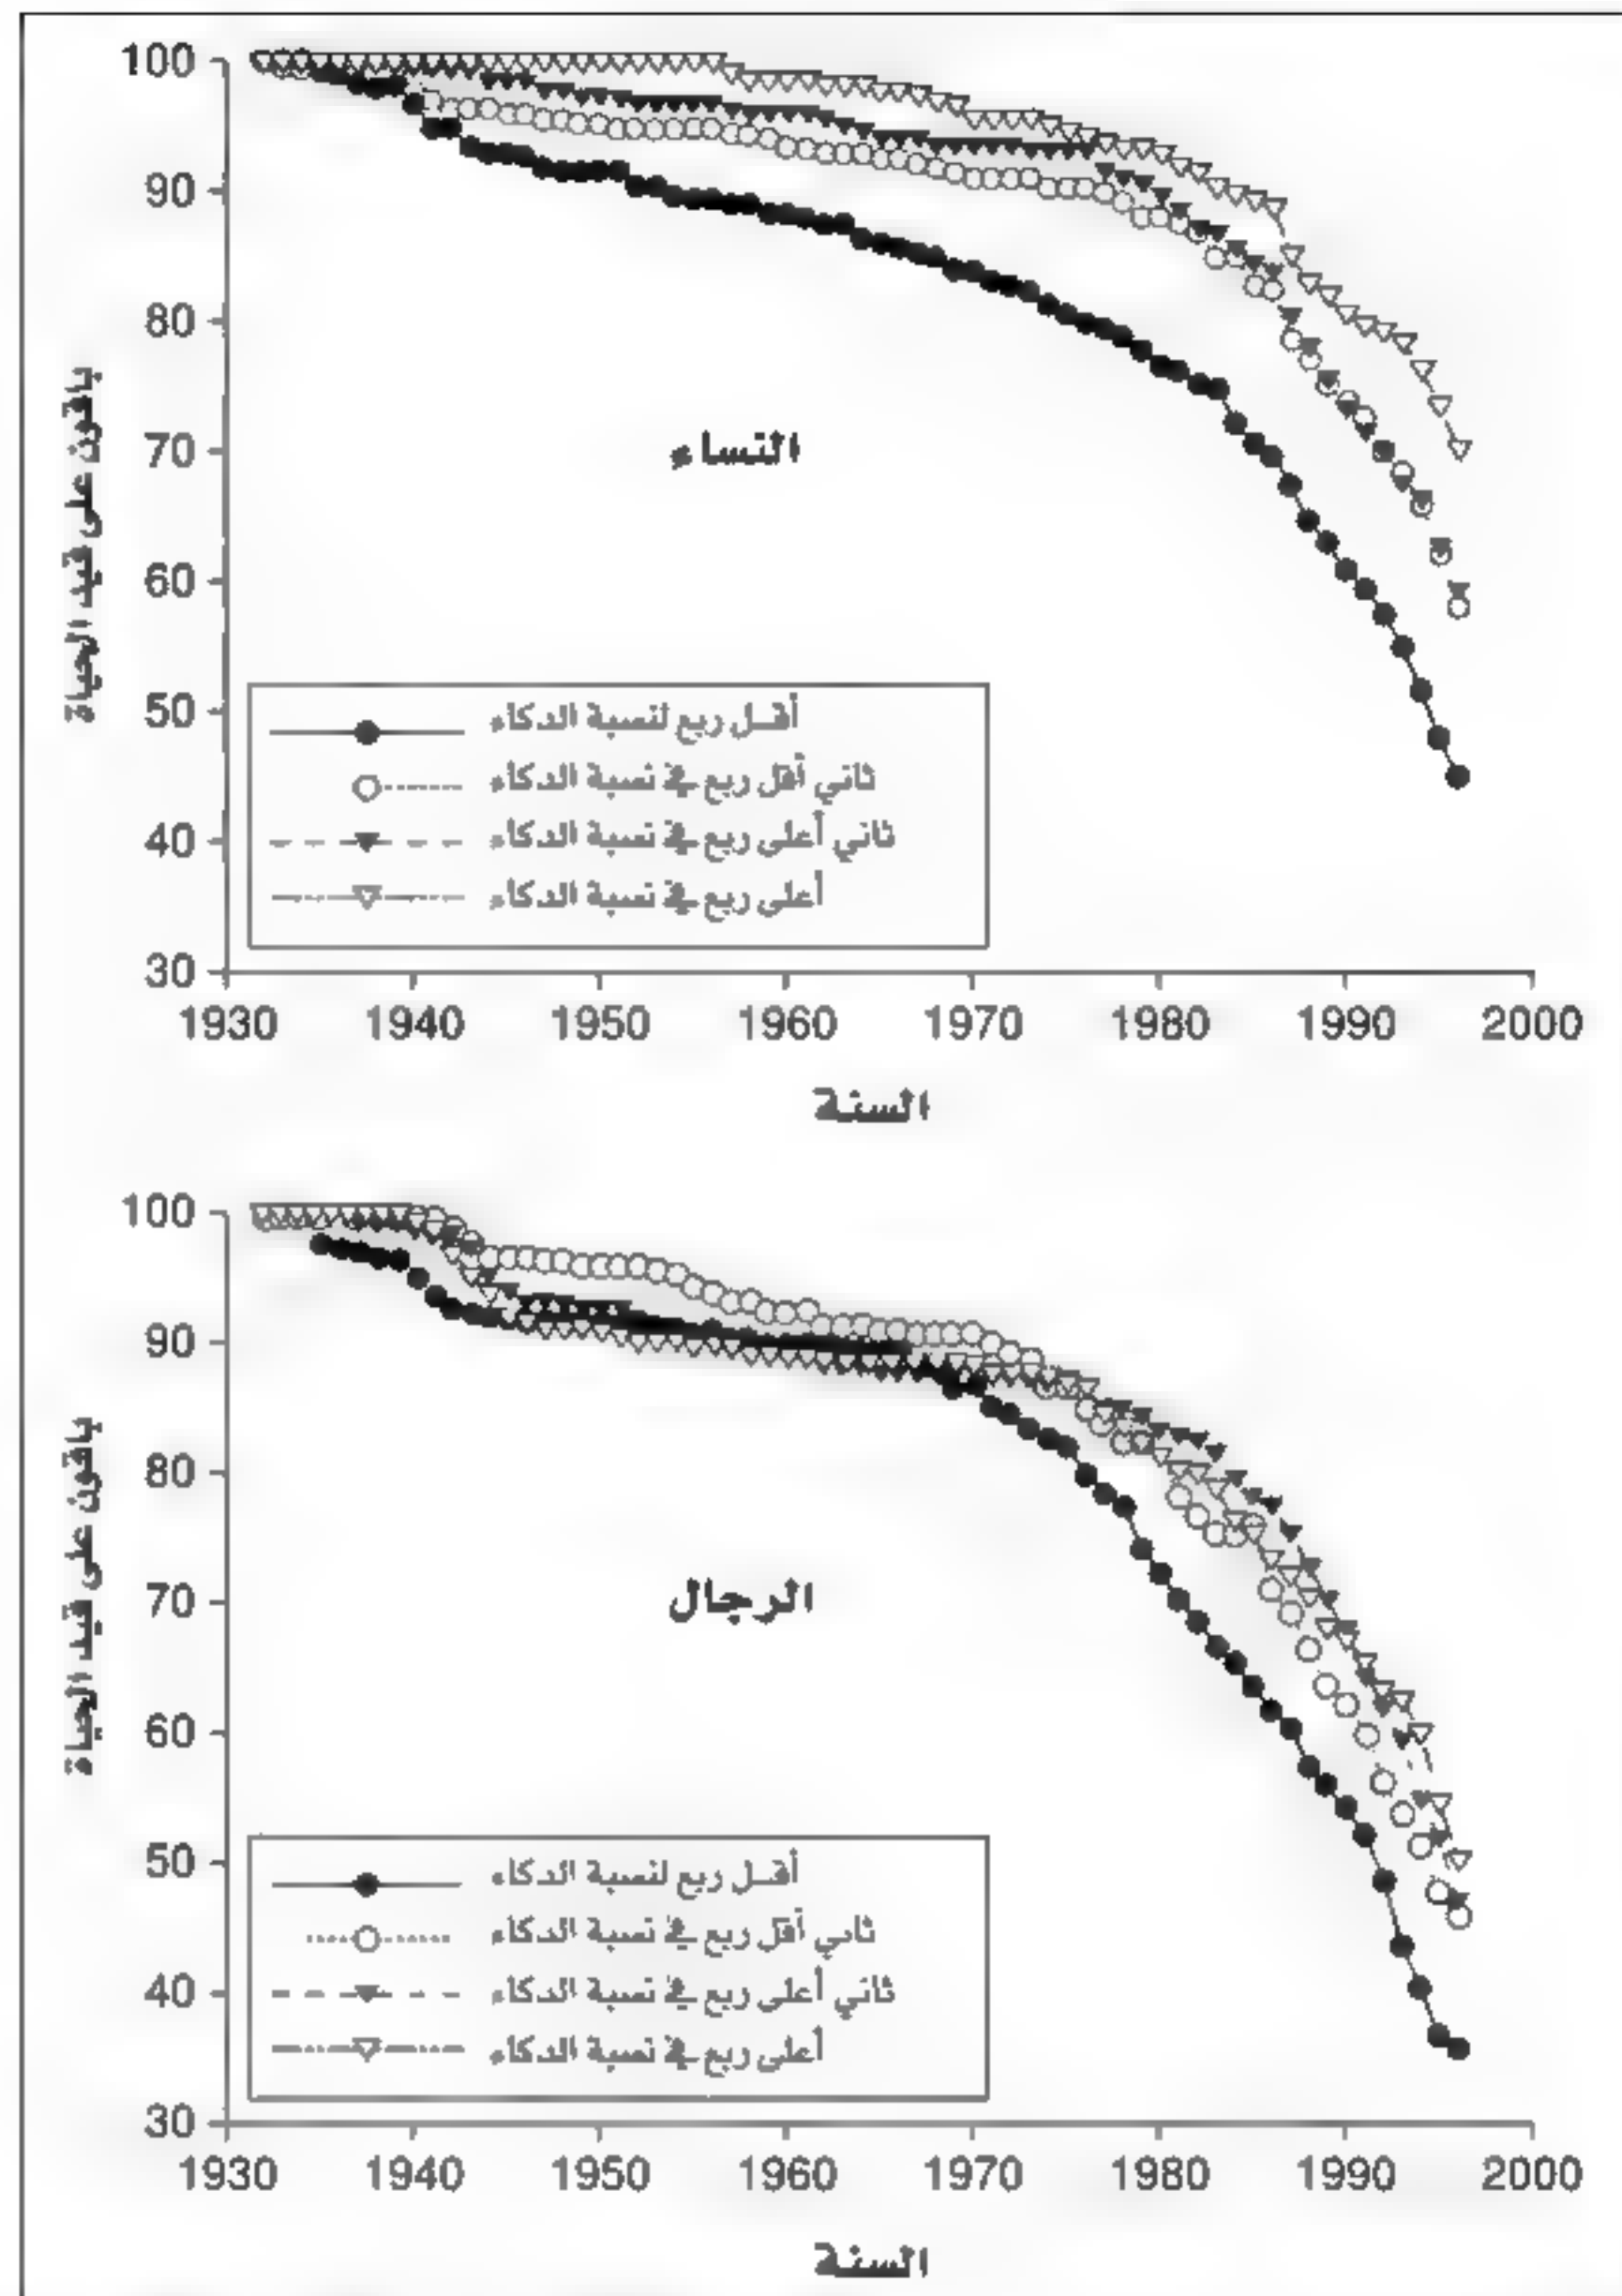 100
90
80
70
60
50
40
30
باقون على قيد الحياة
النساء
أقل ربع لنسبة الذكاء
ثاني أقل ربع في نسبة الذكاء
ثاني أعلى ربع في نسبة الذكاء
أعلى ربع في نسبة الذكاء
1930 1940 1950 1960 1970 1980 1990 2000
السنة
100
90
80
70
60
50
40
30
باقون على قيد الحياة
الرجال
أقل ربع لنسبة الذكاء
ثاني أقل ربع في نسبة الذكاء
ثاني أعلى ربع في نسبة الذكاء
أعلى ربع في نسبة الذكاء
1930 1940 1950 1960 1970 1980 1990 2000
السنة